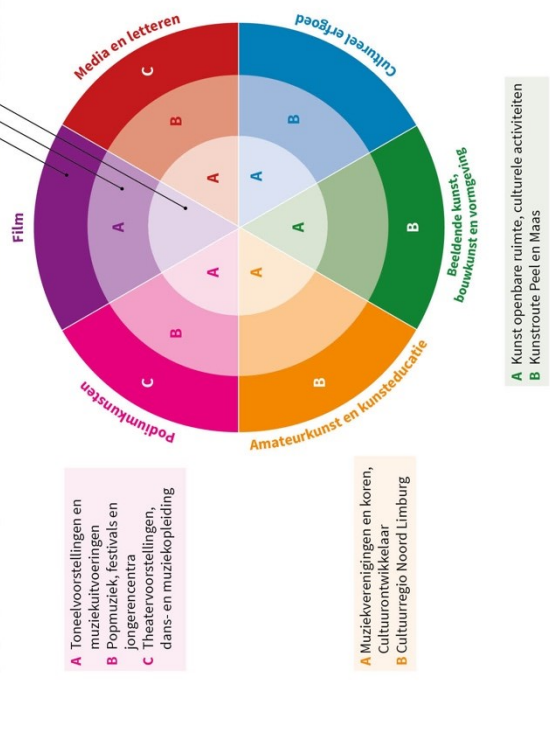 Film
Media en letteren
Cultureel erfgoed
Beeldende kunst,
bouwkunst en vormgeving
Amateurkunst en kunsteducatie
Podiumkunsten
A
C
B
A
B
A
A
B
A
B
A
B
C
A Toneelvoorstellingen en
muziekuitvoeringen
B Popmuziek, festivals en
jongerencentra
C Theatervoorstellingen,
dans- en muziekopleiding
A Muziekverenigingen en koren,
Cultuurontwikkelaar
B Cultuurregio Noord Limburg
A Kunst openbare ruimte, culturele activiteiten
B Kunstroute Peel en Maas